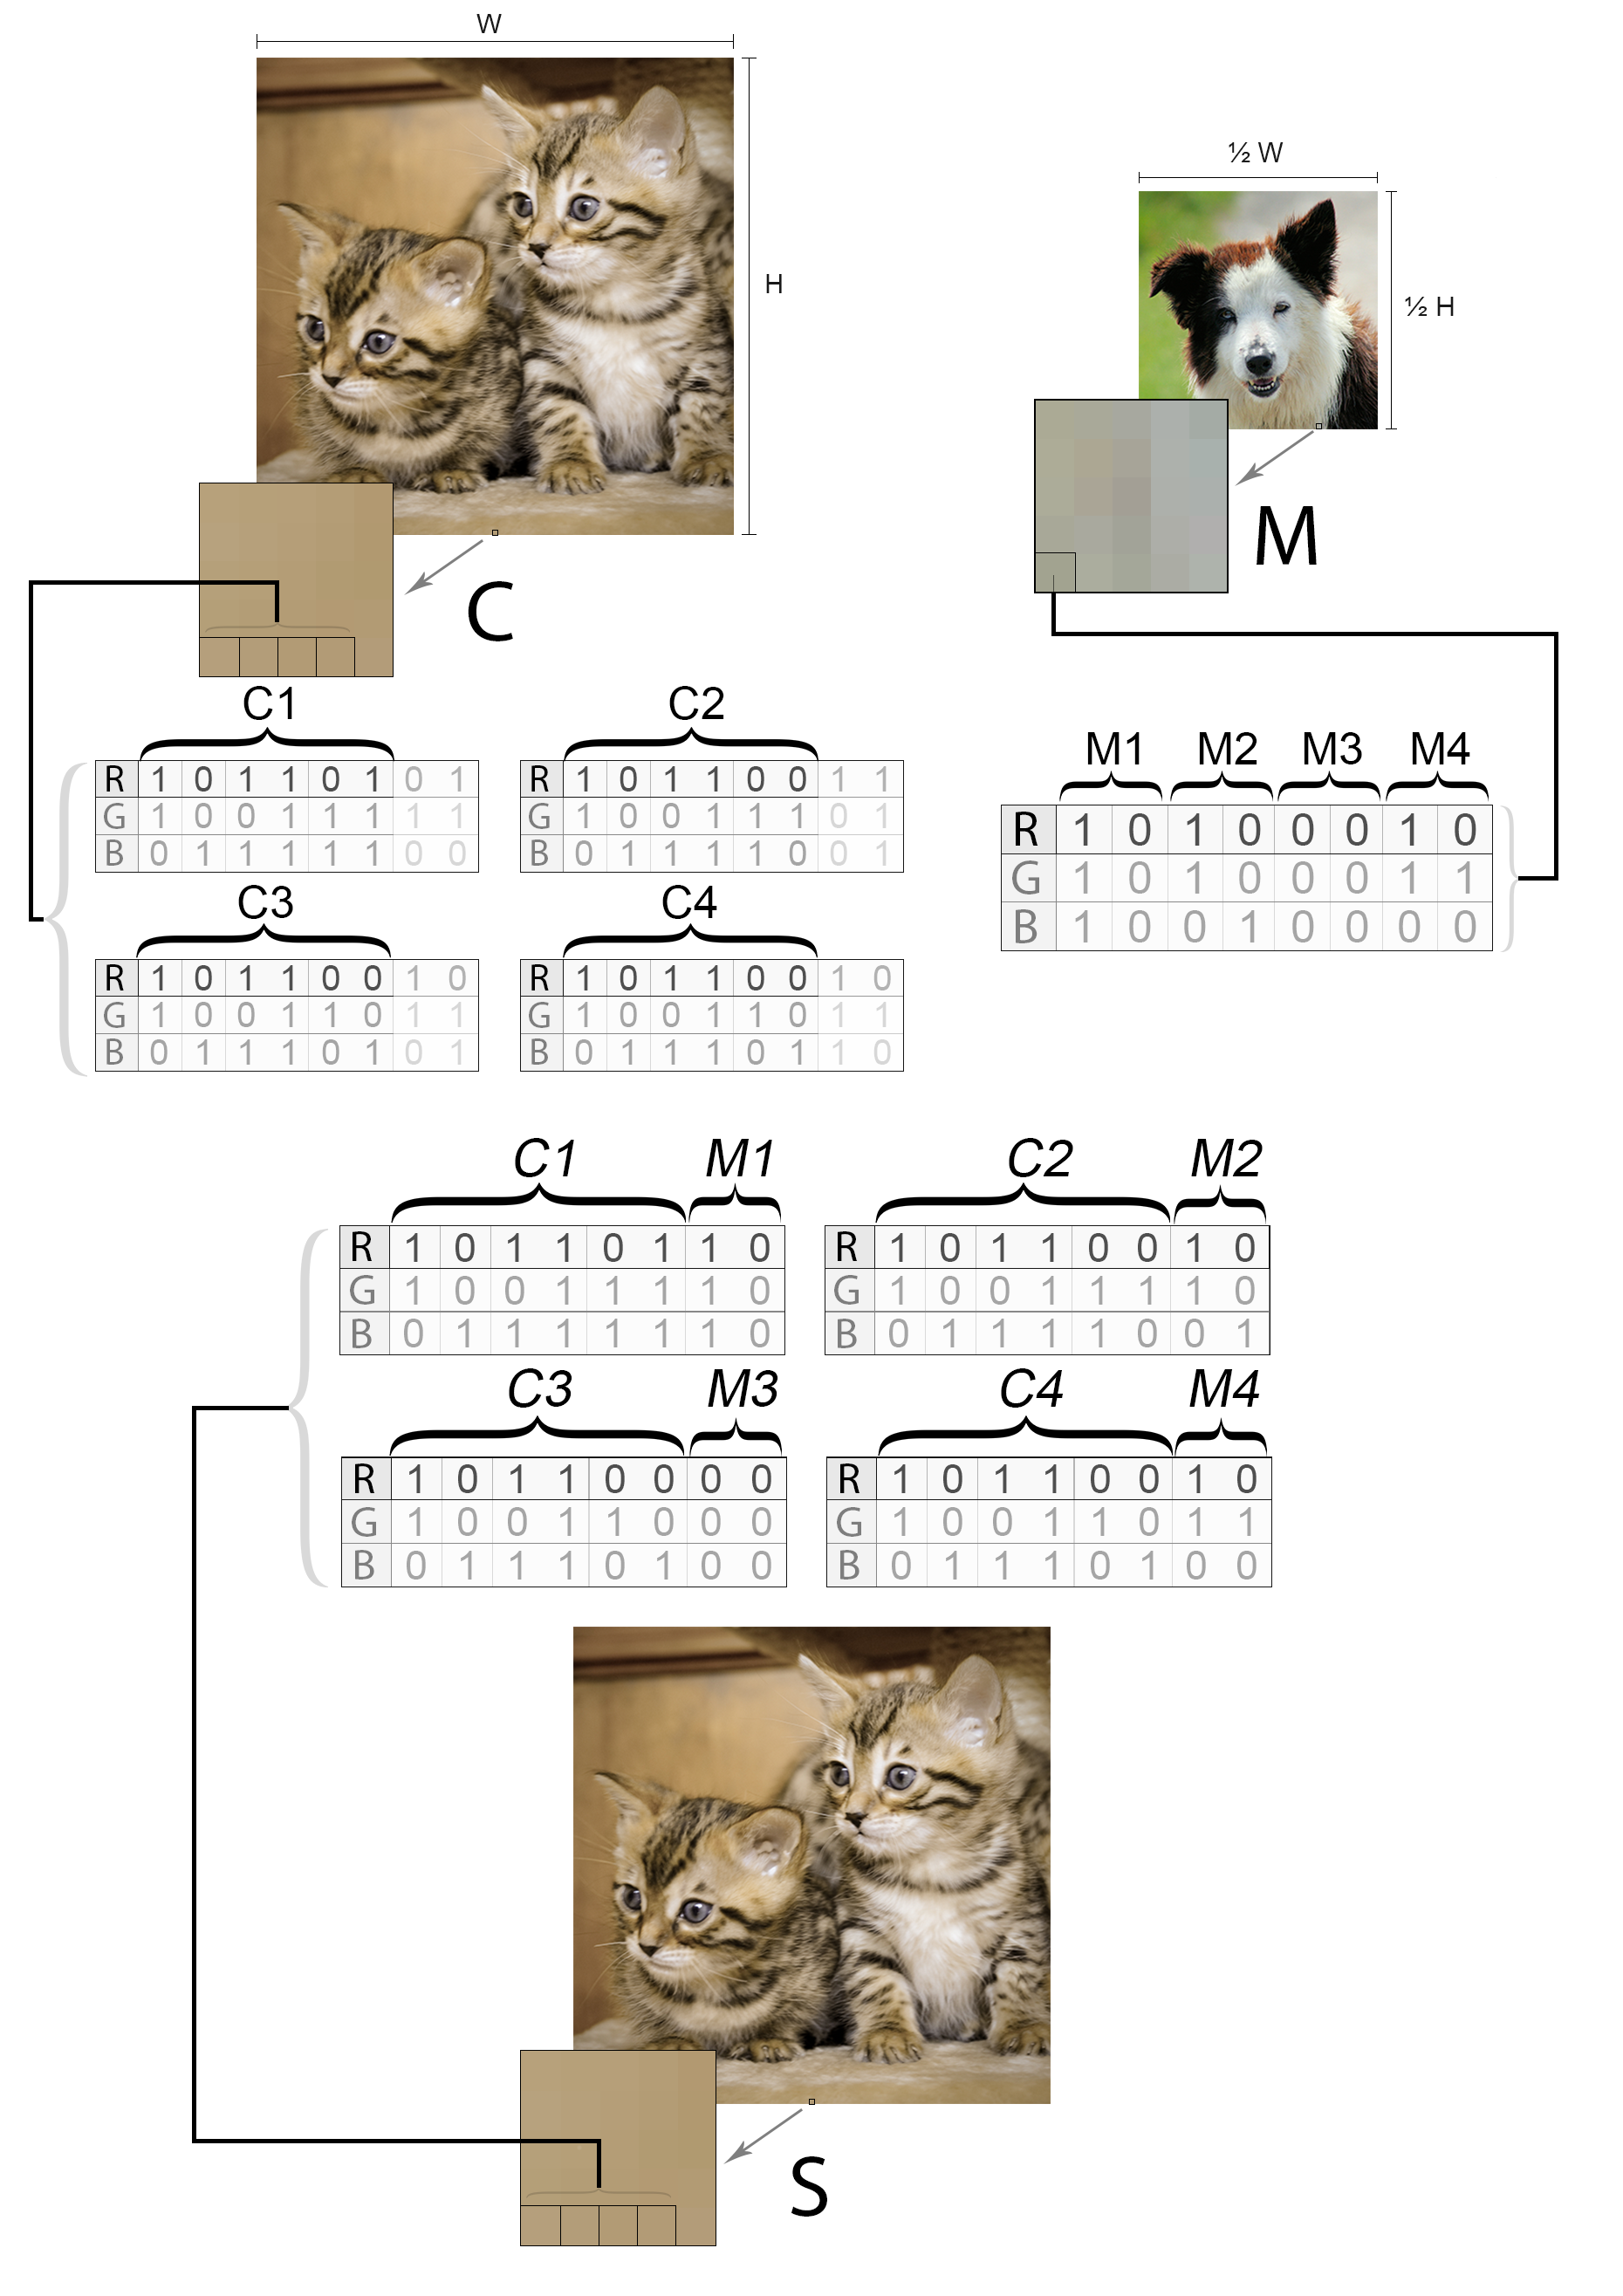 W
½ W
H
½ H
M
C
C1 C2
M1 M2 M3 M4
R 1 0 1 1 0 1 0 1
G 1 0 0 1 1 1 1 1
B 0 1 1 1 1 1 0 0
R 1 0 1 1 0 0 1 1
G 1 0 0 1 1 1 0 1
B 0 1 1 1 1 0 0 1
R 1 0 1 0 0 0 1 0
G 1 0 1 0 0 0 1 1
B 1 0 0 1 0 0 0 0
C3 C4
R 1 0 1 1 0 0 1 0
G 1 0 0 1 1 0 1 1
B 0 1 1 1 0 1 0 1
R 1 0 1 1 0 0 1 0
G 1 0 0 1 1 0 1 1
B 0 1 1 1 0 1 1 0
C1 M1 C2 M2
R 1 0 1 1 0 1 1 0
G 1 0 0 1 1 1 1 0
B 0 1 1 1 1 1 1 0
R 1 0 1 1 0 0 1 0
G 1 0 0 1 1 1 1 0
B 0 1 1 1 1 0 0 1
C3 M3 C4 M4
R 1 0 1 1 0 0 0 0
G 1 0 0 1 1 0 0 0
B 0 1 1 1 0 1 0 0
R 1 0 1 1 0 0 1 0
G 1 0 0 1 1 0 1 1
B 0 1 1 1 0 1 0 0
S